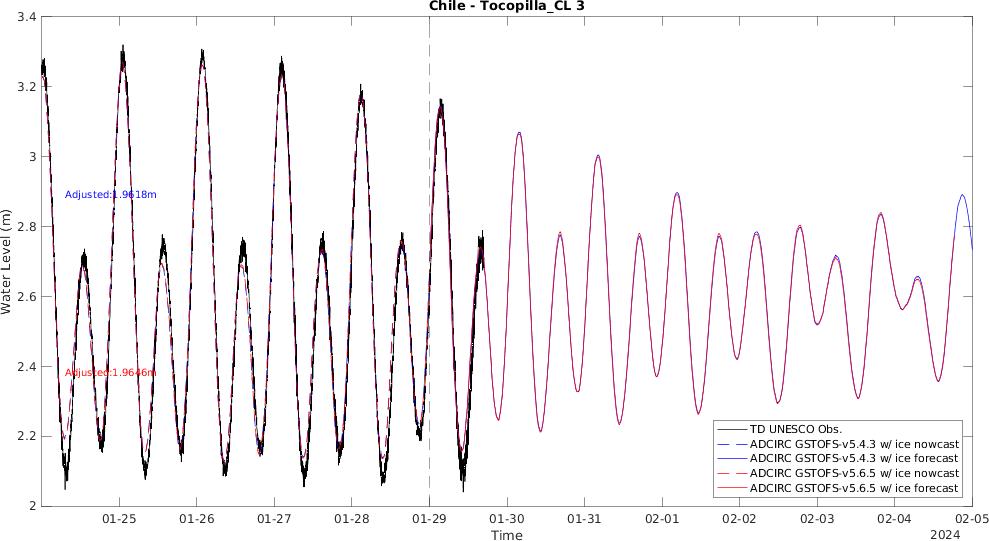 Chile - Tocopilla_CL 3
Water Level (m)
3.4
3.2
3
2.8
2.6
2.4
2.2
2
Adjusted:1.9618m
Adjusted:1.9646m
TD UNESCO Obs.
ADCIRC GSTOFS-v5.4.3 w/ ice nowcast
ADCIRC GSTOFS-v5.4.3 w/ ice forecast
ADCIRC GSTOFS-v5.6.5 w/ ice nowcast
ADCIRC GSTOFS-v5.6.5 w/ ice forecast
01-25 01-26 01-27 01-28 01-29 01-30 01-31 02-01 02-02 02-03 02-04 02-05
Time
2024